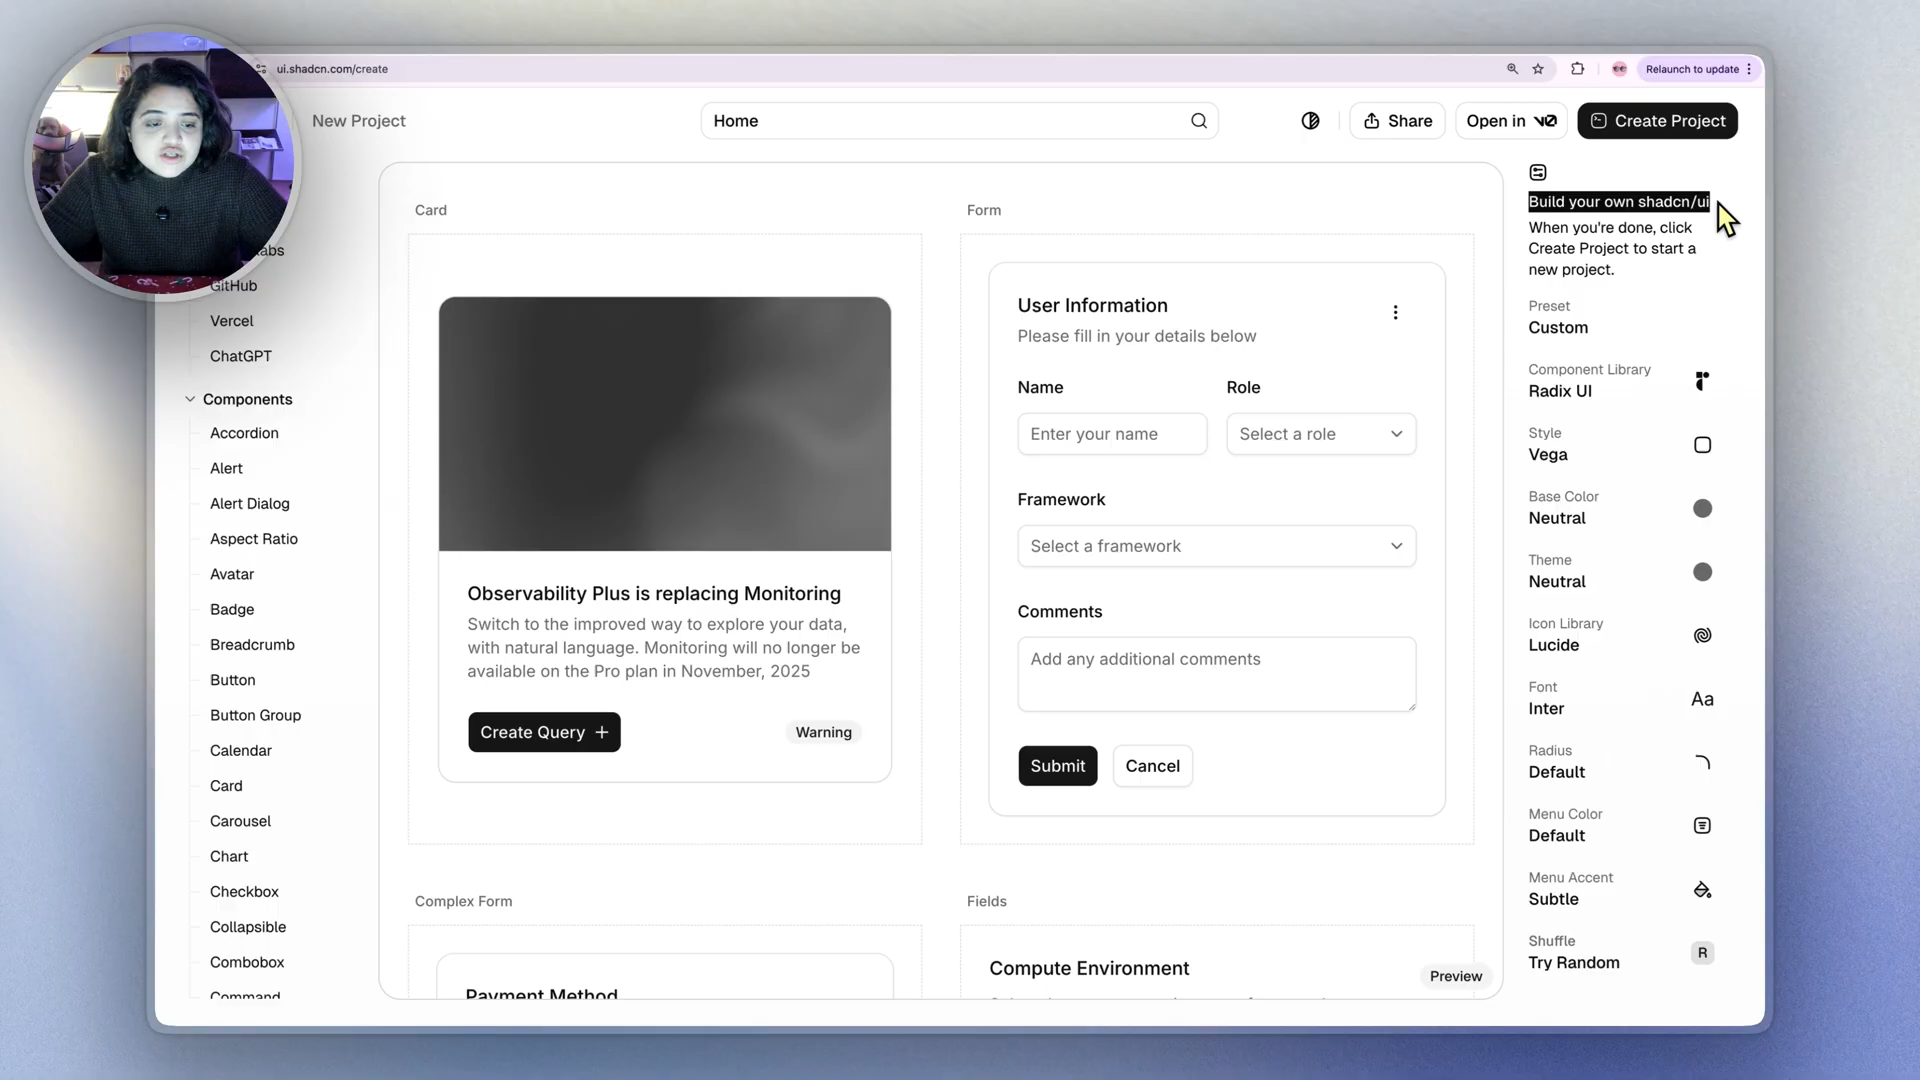 ui.shadcn.com/create
Relaunch to update
New Project
Home
Share
Open in v0
Create Project
GitHub
Vercel
ChatGPT
Components
Accordion
Alert
Alert Dialog
Aspect Ratio
Avatar
Badge
Breadcrumb
Button
Button Group
Calendar
Card
Carousel
Chart
Checkbox
Collapsible
Combobox
Command
Card
Observability Plus is replacing Monitoring
Switch to the improved way to explore your data,
with natural language. Monitoring will no longer be
available on the Pro plan in November, 2025
Create Query
Warning
Form
User Information
Please fill in your details below
Name
Role
Enter your name
Select a role
Framework
Select a framework
Comments
Add any additional comments
Submit
Cancel
Complex Form
Payment Method
Fields
Compute Environment
Preview
Build your own shadcn/ui
When you're done, click
Create Project to start a
new project.
Preset
Custom
Component Library
Radix UI
Style
Vega
Base Color
Neutral
Theme
Neutral
Icon Library
Lucide
Font
Inter
Aa
Radius
Default
Menu Color
Default
Menu Accent
Subtle
Shuffle
Try Random
R